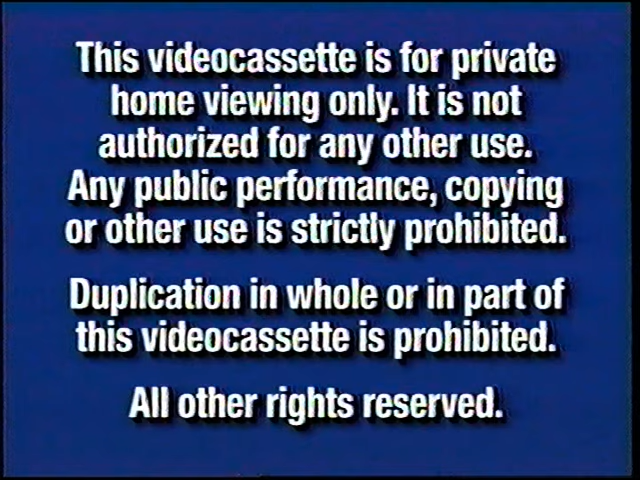 This videocassette is for private
home viewing only. It is not
authorized for any other use.
Any public performance, copying
or other use is strictly prohibited.
Duplication in whole or in part of
this videocassette is prohibited.
All other rights reserved.